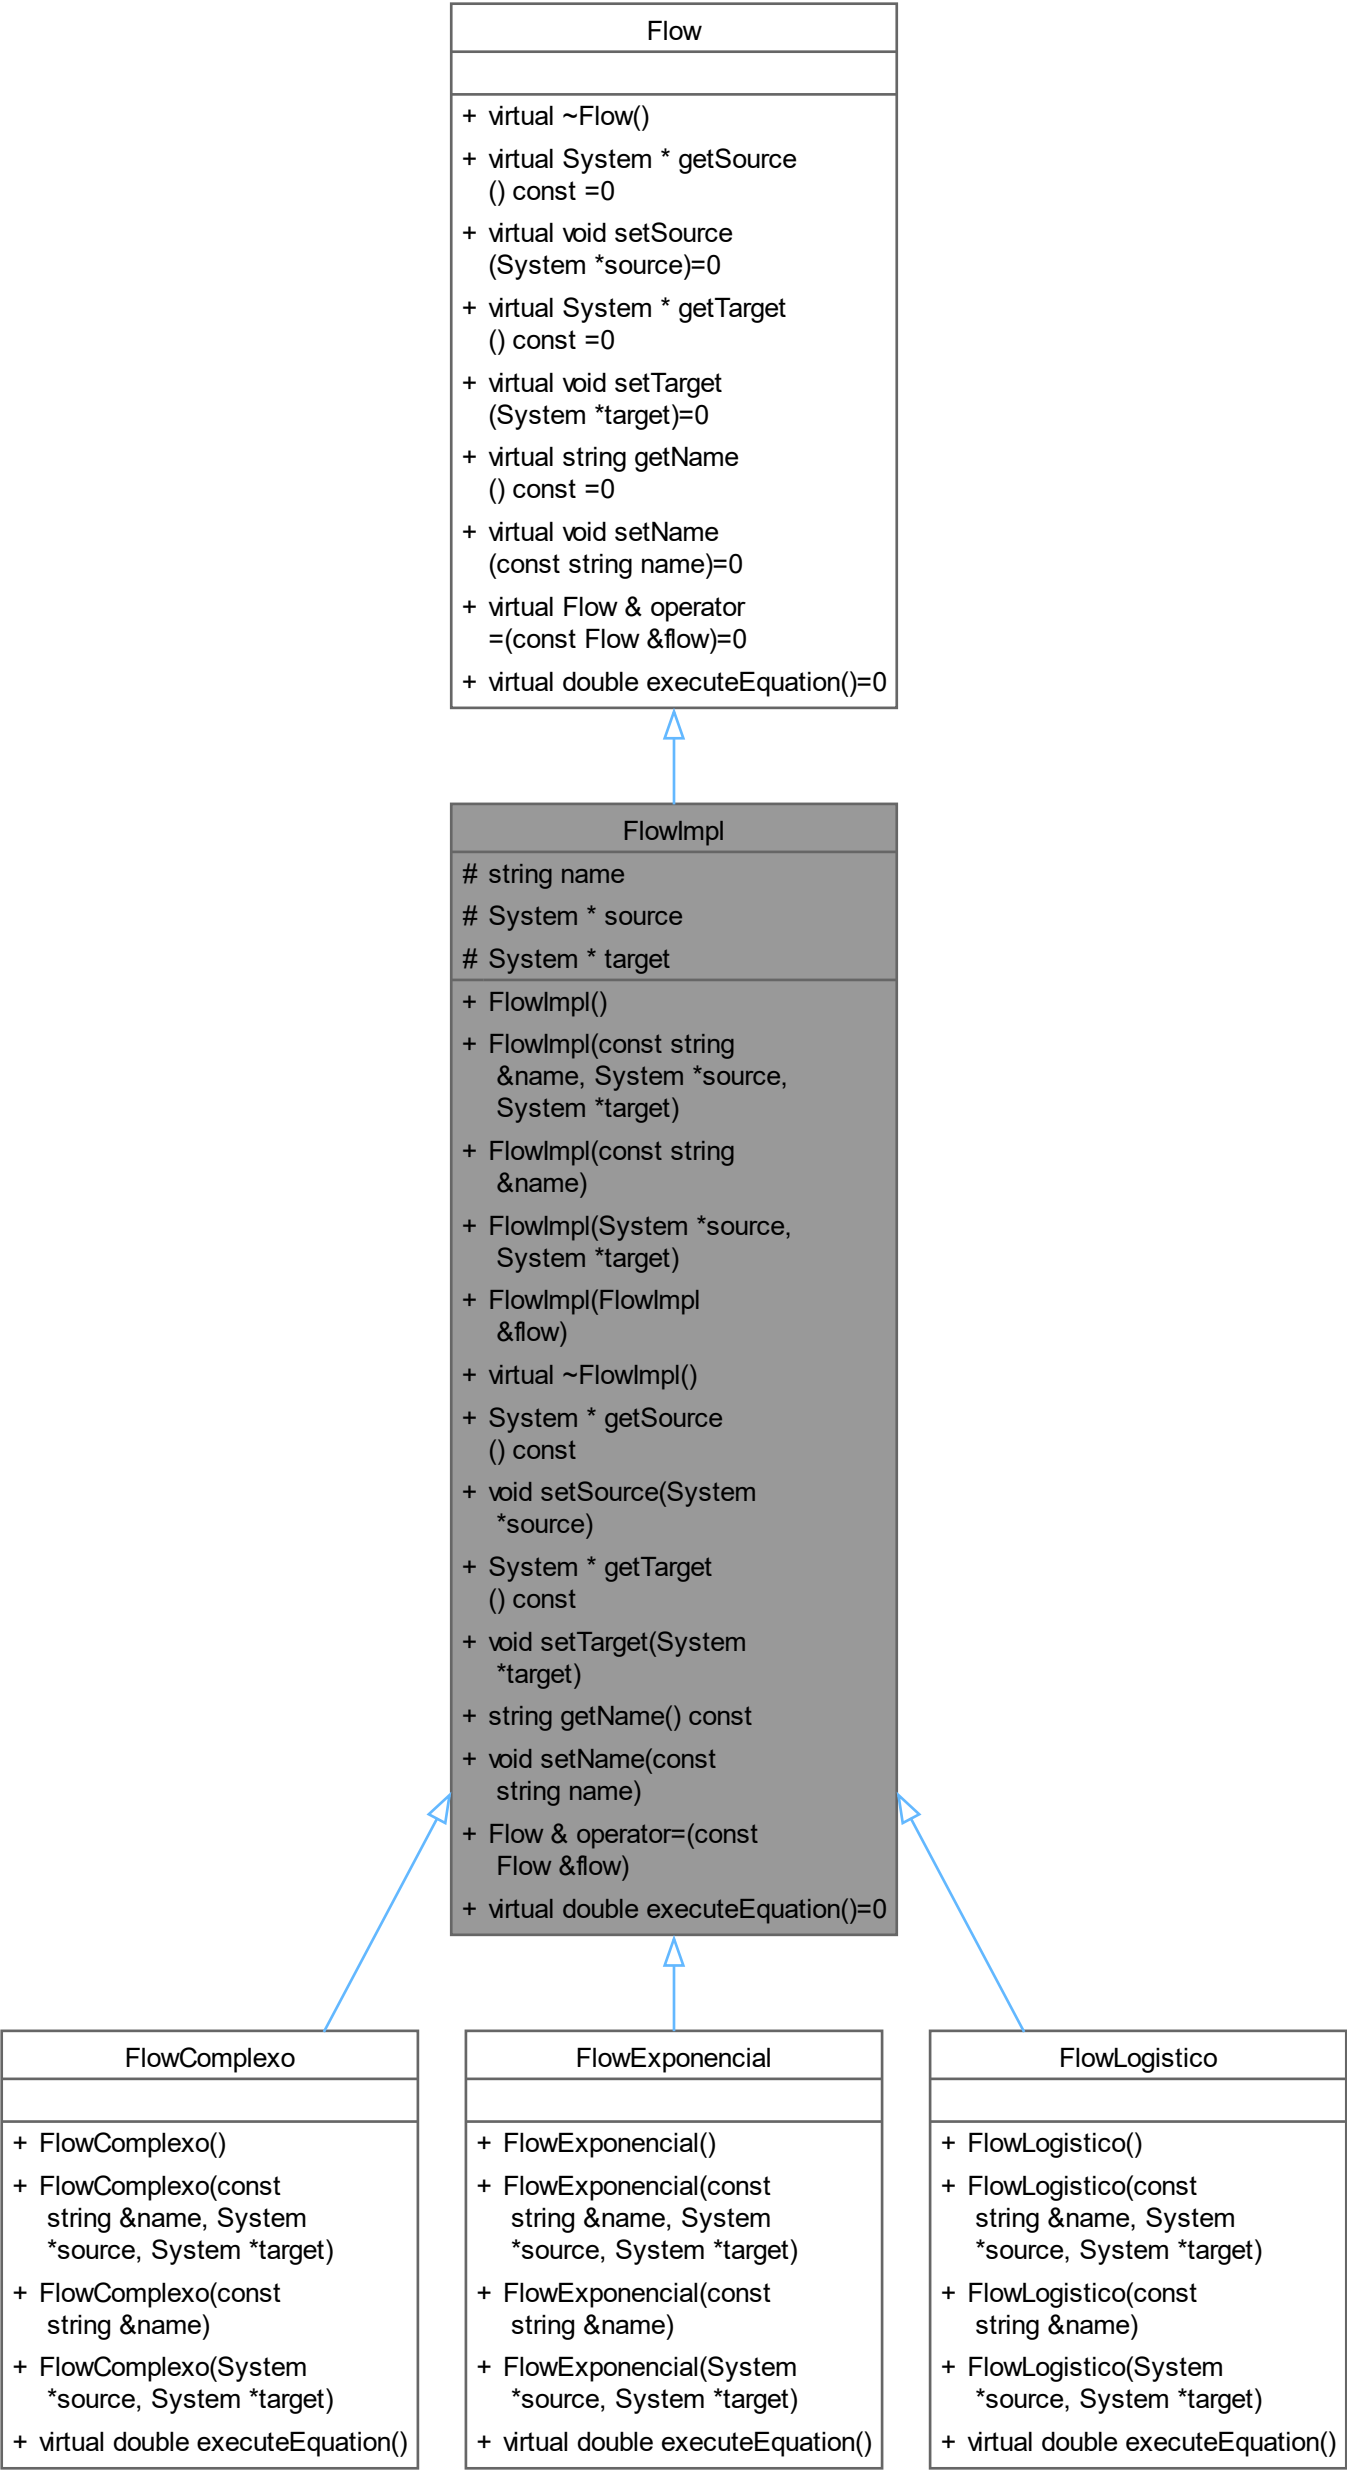 Flow
+ virtual ~Flow()
+ virtual System * getSource
() const =0
+ virtual void setSource
(System *source)=0
+ virtual System * getTarget
() const =0
+ virtual void setTarget
(System *target)=0
+ virtual string getName
() const =0
+ virtual void setName
(const string name)=0
+ virtual Flow & operator
=(const Flow &flow)=0
+ virtual double executeEquation()=0
FlowImpl
# string name
# System * source
# System * target
+ FlowImpl()
+ FlowImpl(const string
&name, System *source,
System *target)
+ FlowImpl(const string
&name)
+ FlowImpl(System *source,
System *target)
+ FlowImpl(FlowImpl
&flow)
+ virtual ~FlowImpl()
+ System * getSource
() const
+ void setSource(System
*source)
+ System * getTarget
() const
+ void setTarget(System
*target)
+ string getName() const
+ void setName(const
string name)
+ Flow & operator=(const
Flow &flow)
+ virtual double executeEquation()=0
FlowComplexo
+ FlowComplexo()
+ FlowComplexo(const
string &name, System
*source, System *target)
+ FlowComplexo(const
string &name)
+ FlowComplexo(System
*source, System *target)
+ virtual double executeEquation()
FlowExponencial
+ FlowExponencial()
+ FlowExponencial(const
string &name, System
*source, System *target)
+ FlowExponencial(const
string &name)
+ FlowExponencial(System
*source, System *target)
+ virtual double executeEquation()
FlowLogistico
+ FlowLogistico()
+ FlowLogistico(const
string &name, System
*source, System *target)
+ FlowLogistico(const
string &name)
+ FlowLogistico(System
*source, System *target)
+ virtual double executeEquation()